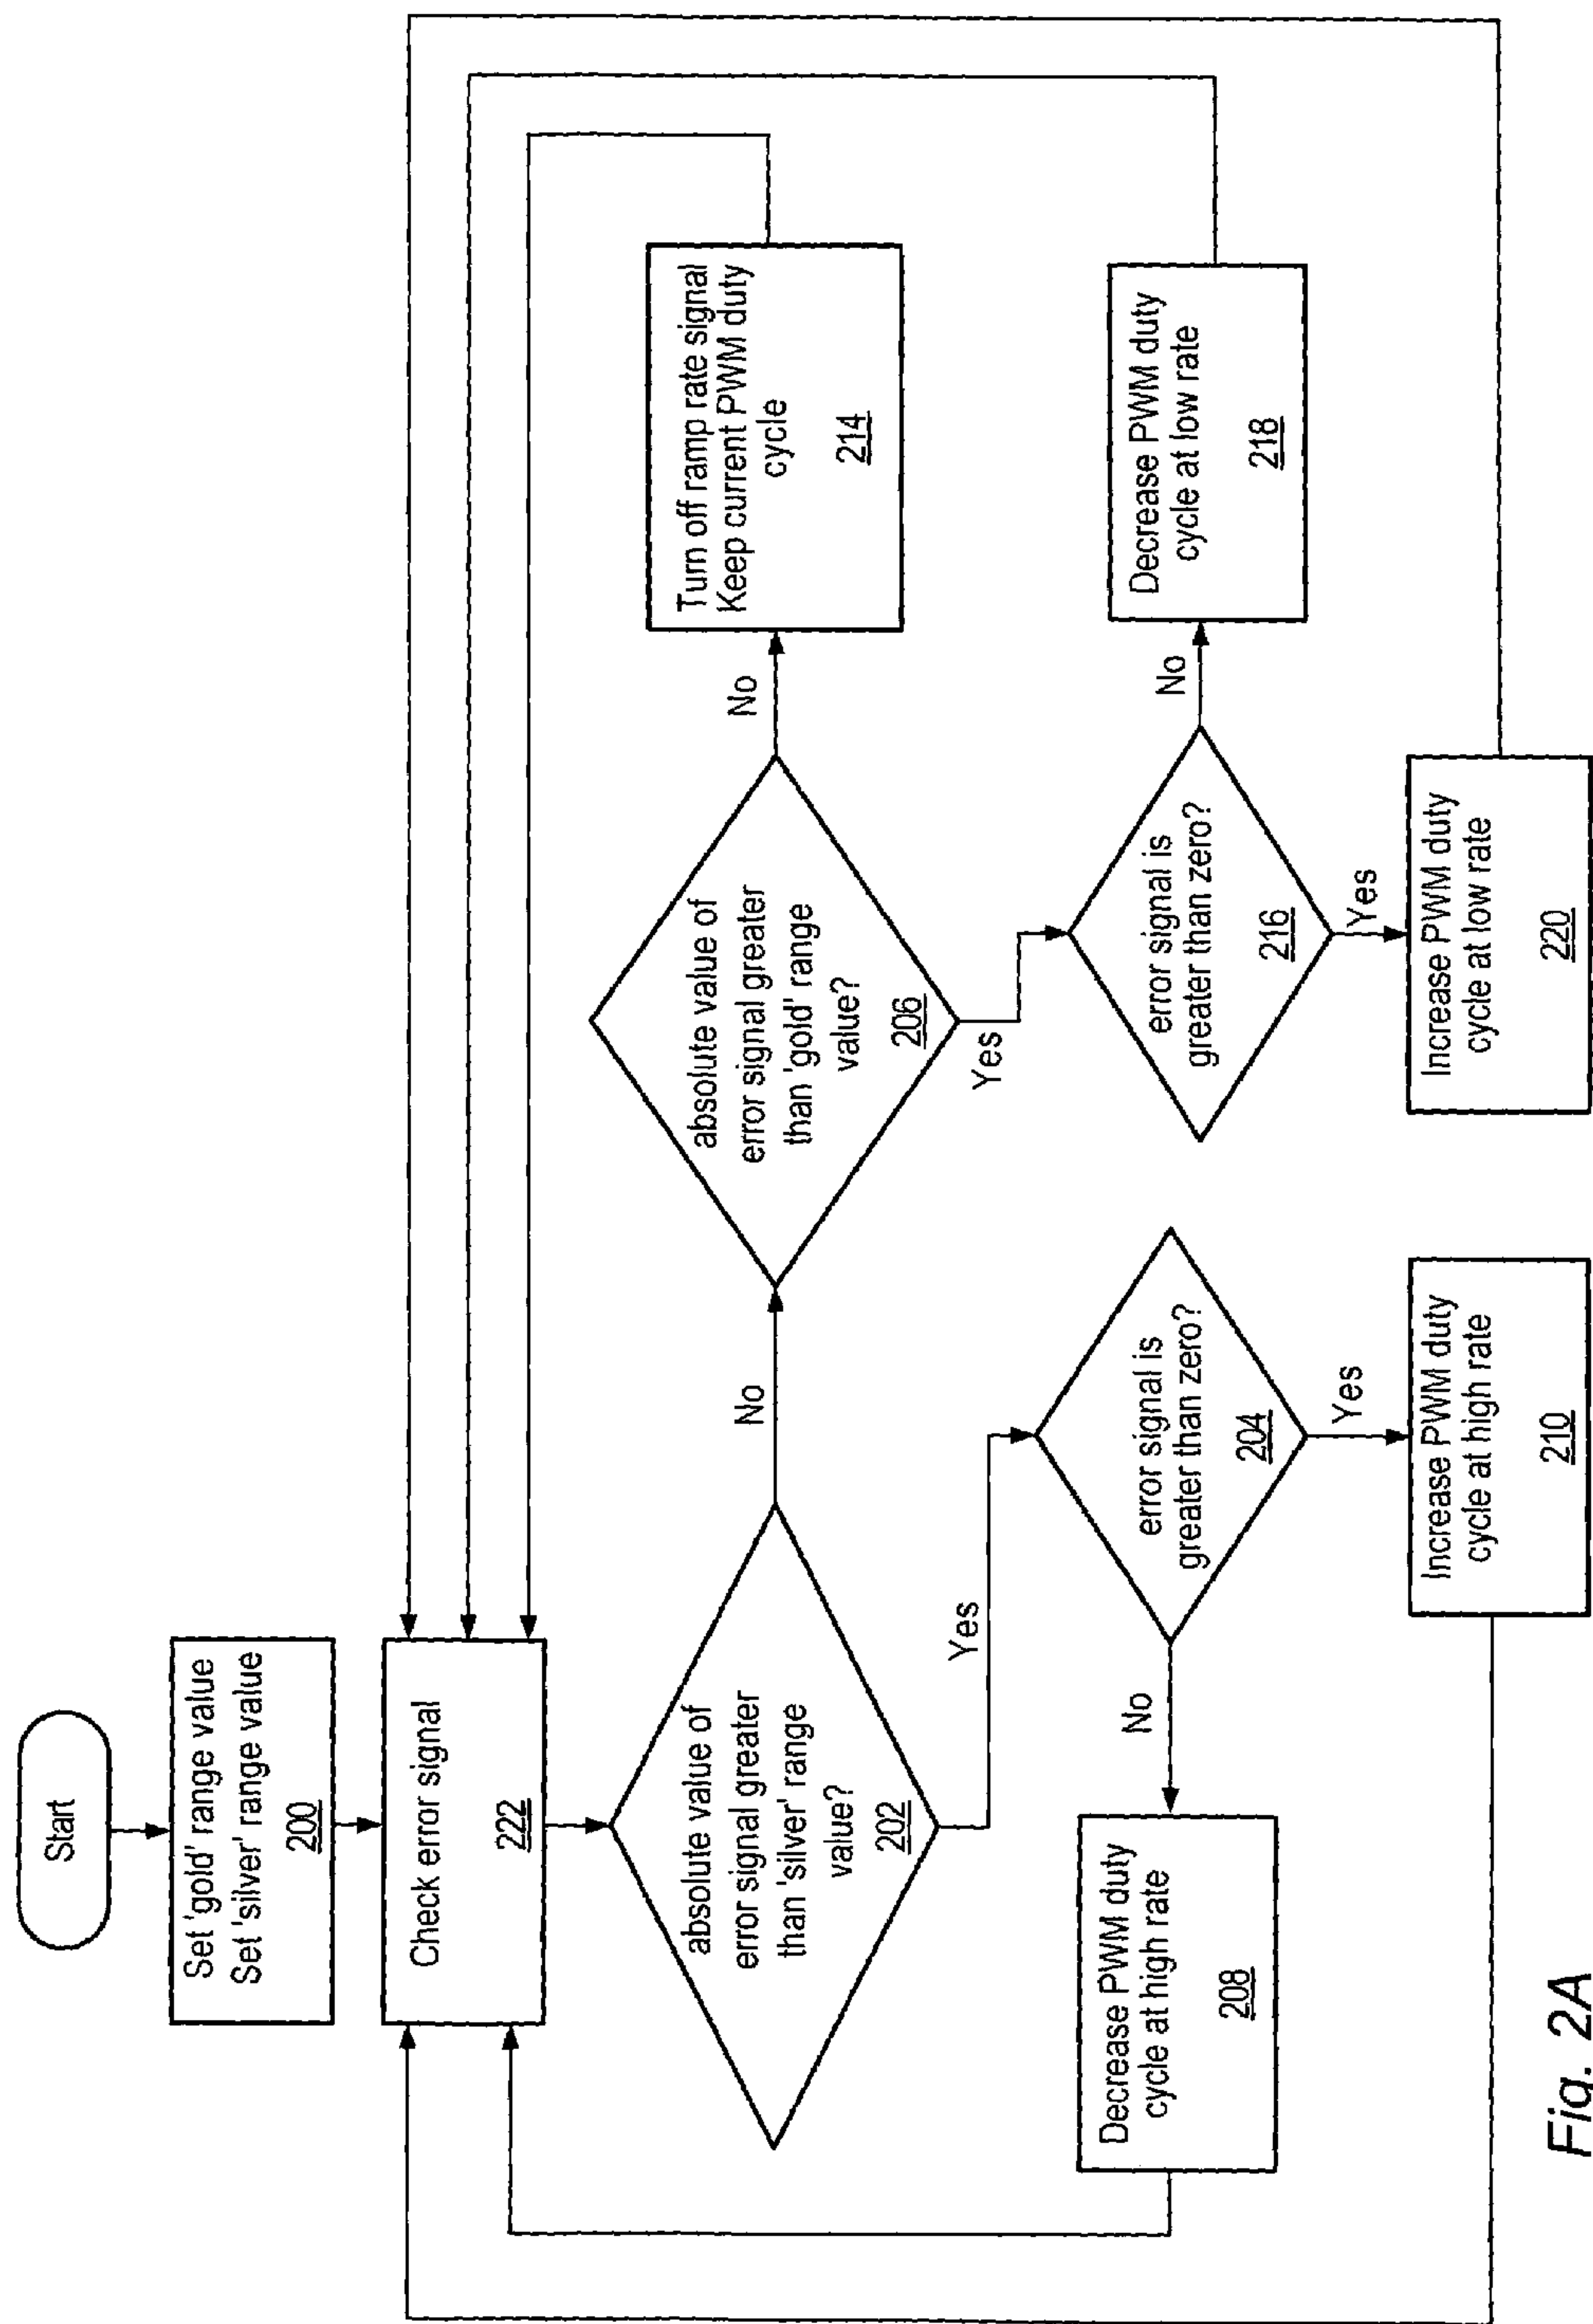 Start
Set 'gold' range value
Set 'silver' range value
200
Check error signal
222
absolute value of
error signal greater
than 'silver' range
value?
202
No
Yes
absolute value of
error signal greater
than 'gold' range
value?
206
No
Yes
Turn off ramp rate signal
Keep current PWM duty
cycle
214
error signal is
greater than zero?
204
No
Yes
Decrease PWM duty
cycle at high rate
208
Increase PWM duty
cycle at high rate
210
error signal is
greater than zero?
216
No
Yes
Decrease PWM duty
cycle at low rate
218
Increase PWM duty
cycle at low rate
220
Fig. 2A